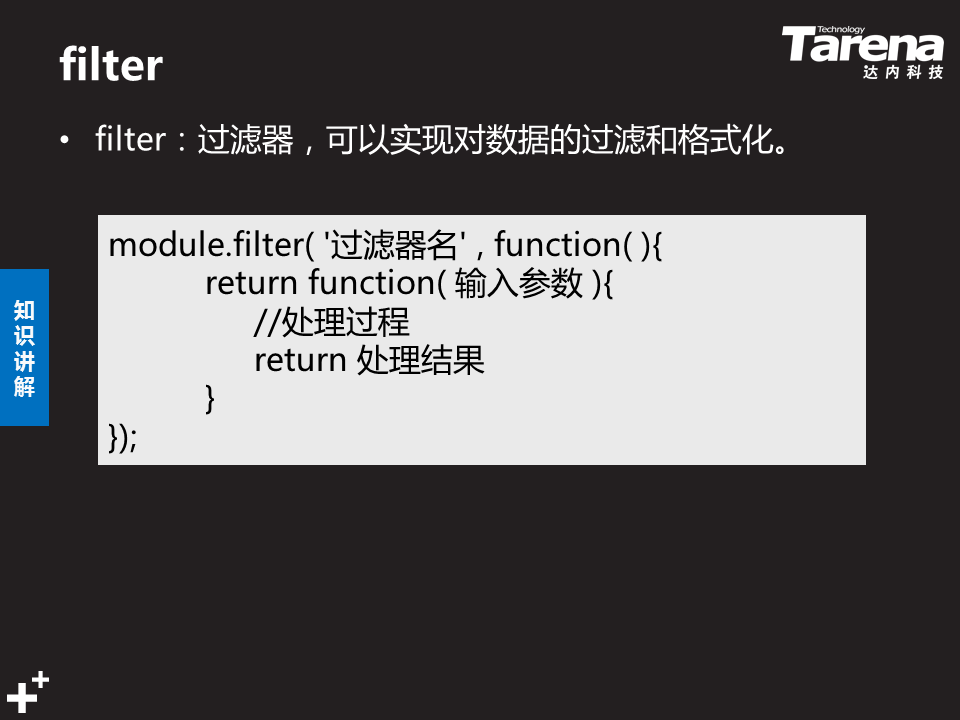 filter
Technology
Tarena
达内科技
• filter：过滤器，可以实现对数据的过滤和格式化。
module.filter( '过滤器名' , function( ){
return function( 输入参数 ){
//处理过程
return 处理结果
}
});
知识讲解